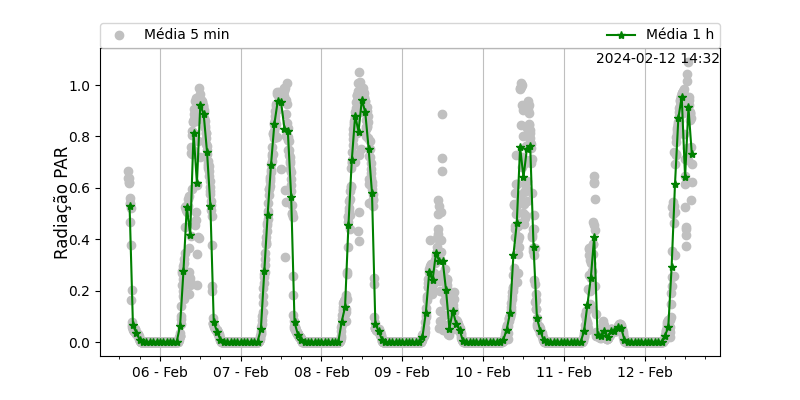 Média 5 min
Média 1 h
2024-02-12 14:32
Radiação PAR
1.0
0.8
0.6
0.4
0.2
0.0
06 - Feb
07 - Feb
08 - Feb
09 - Feb
10 - Feb
11 - Feb
12 - Feb